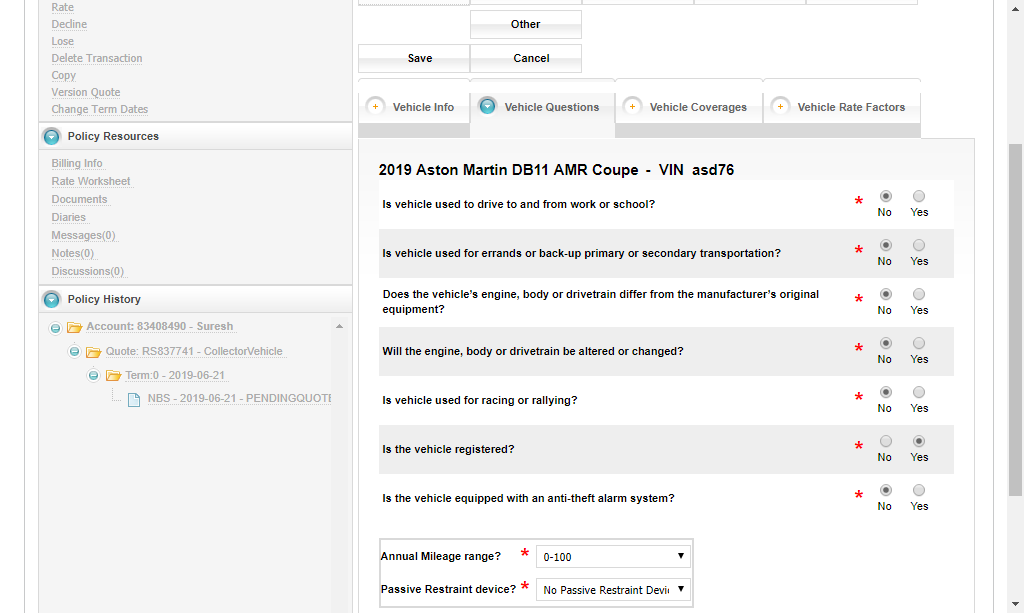 Rate
Decline
Lose
Delete Transaction
Copy
Version Quote
Change Term Dates
Policy Resources
Billing Info
Rate Worksheet
Documents
Diaries
Messages(0)
Notes(0)
Discussions(0)
Policy History
Account: 83408490 - Suresh
Quote: RS837741 - CollectorVehicle
Term:0 - 2019-06-21
NBS - 2019-06-21 - PENDINGQUOTE
Other
Save Cancel
Vehicle Info Vehicle Questions Vehicle Coverages Vehicle Rate Factors
2019 Aston Martin DB11 AMR Coupe - VIN asd76
Is vehicle used to drive to and from work or school? * No Yes
Is vehicle used for errands or back-up primary or secondary transportation? * No Yes
Does the vehicle's engine, body or drivetrain differ from the manufacturer's original
equipment? * No Yes
Will the engine, body or drivetrain be altered or changed? * No Yes
Is vehicle used for racing or rallying? * No Yes
Is the vehicle registered? * No Yes
Is the vehicle equipped with an anti-theft alarm system? * No Yes
Annual Mileage range? * 0-100
Passive Restraint device? * No Passive Restraint Devi